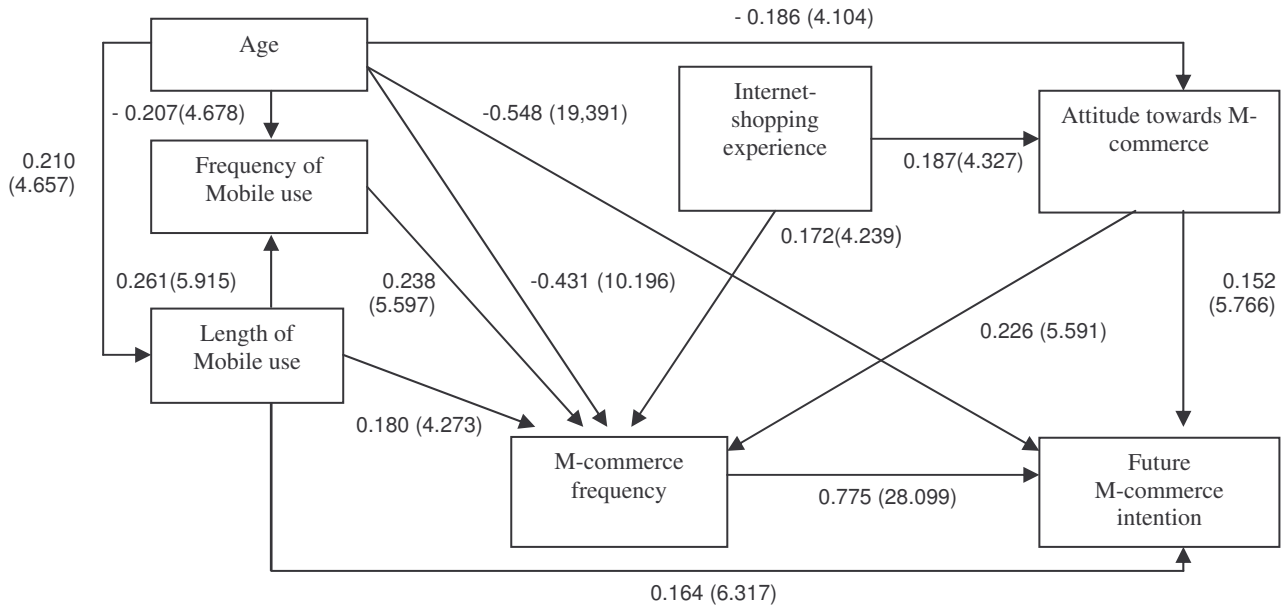 - 0.186 (4.104)
Age
Internet-
shopping
experience
Attitude towards M-
commerce
- 0.207(4.678)
-0.548 (19,391)
0.210
(4.657)
Frequency of
Mobile use
0.187(4.327)
0.172(4.239)
0.261(5.915)
0.238
(5.597)
-0.431 (10.196)
0.152
(5.766)
Length of
Mobile use
0.226 (5.591)
0.180 (4.273)
M-commerce
frequency
0.775 (28.099)
Future
M-commerce
intention
0.164 (6.317)